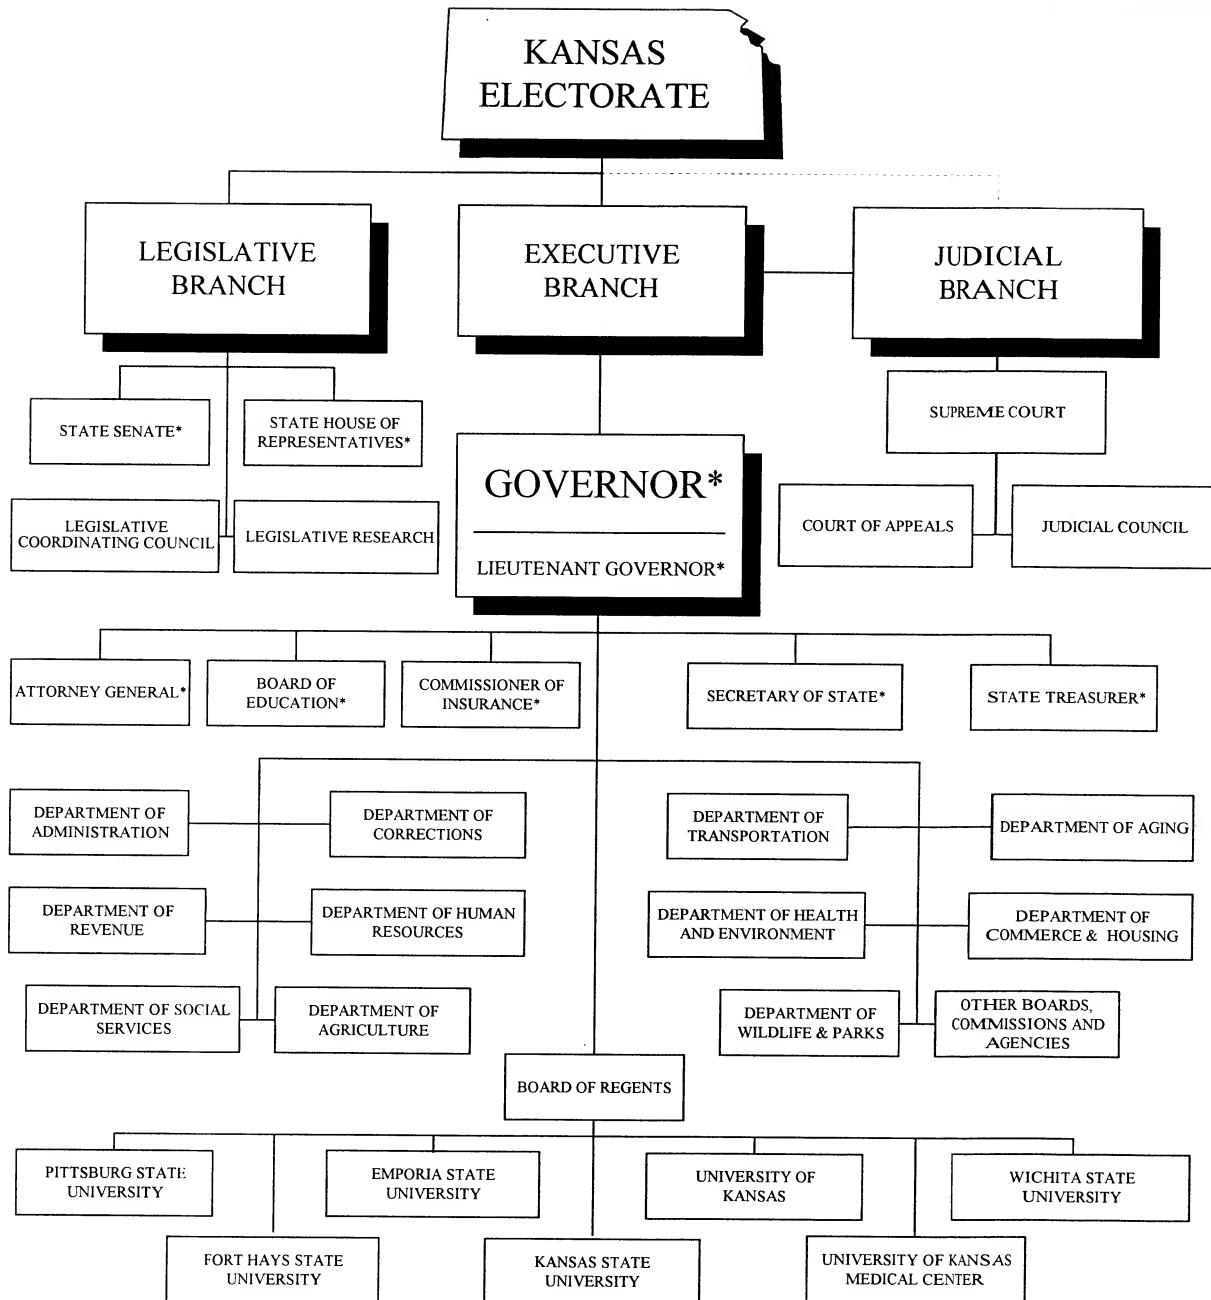 KANSAS
ELECTORATE
LEGISLATIVE
BRANCH
EXECUTIVE
BRANCH
JUDICIAL
BRANCH
STATE SENATE*
STATE HOUSE OF
REPRESENTATIVES*
SUPREME COURT
GOVERNOR*
LIEUTENANT GOVERNOR*
LEGISLATIVE
COORDINATING COUNCIL
LEGISLATIVE RESEARCH
COURT OF APPEALS
JUDICIAL COUNCIL
ATTORNEY GENERAL*
BOARD OF
EDUCATION*
COMMISSIONER OF
INSURANCE*
SECRETARY OF STATE*
STATE TREASURER*
DEPARTMENT OF
ADMINISTRATION
DEPARTMENT OF
CORRECTIONS
DEPARTMENT OF
TRANSPORTATION
DEPARTMENT OF AGING
DEPARTMENT OF
REVENUE
DEPARTMENT OF HUMAN
RESOURCES
DEPARTMENT OF HEALTH
AND ENVIRONMENT
DEPARTMENT OF
COMMERCE & HOUSING
DEPARTMENT OF SOCIAL
SERVICES
DEPARTMENT OF
AGRICULTURE
DEPARTMENT OF
WILDLIFE & PARKS
OTHER BOARDS,
COMMISSIONS AND
AGENCIES
BOARD OF REGENTS
PITTSBURG STATE
UNIVERSITY
EMPORIA STATE
UNIVERSITY
UNIVERSITY OF
KANSAS
WICHITA STATE
UNIVERSITY
FORT HAYS STATE
UNIVERSITY
KANSAS STATE
UNIVERSITY
UNIVERSITY OF KANSAS
MEDICAL CENTER